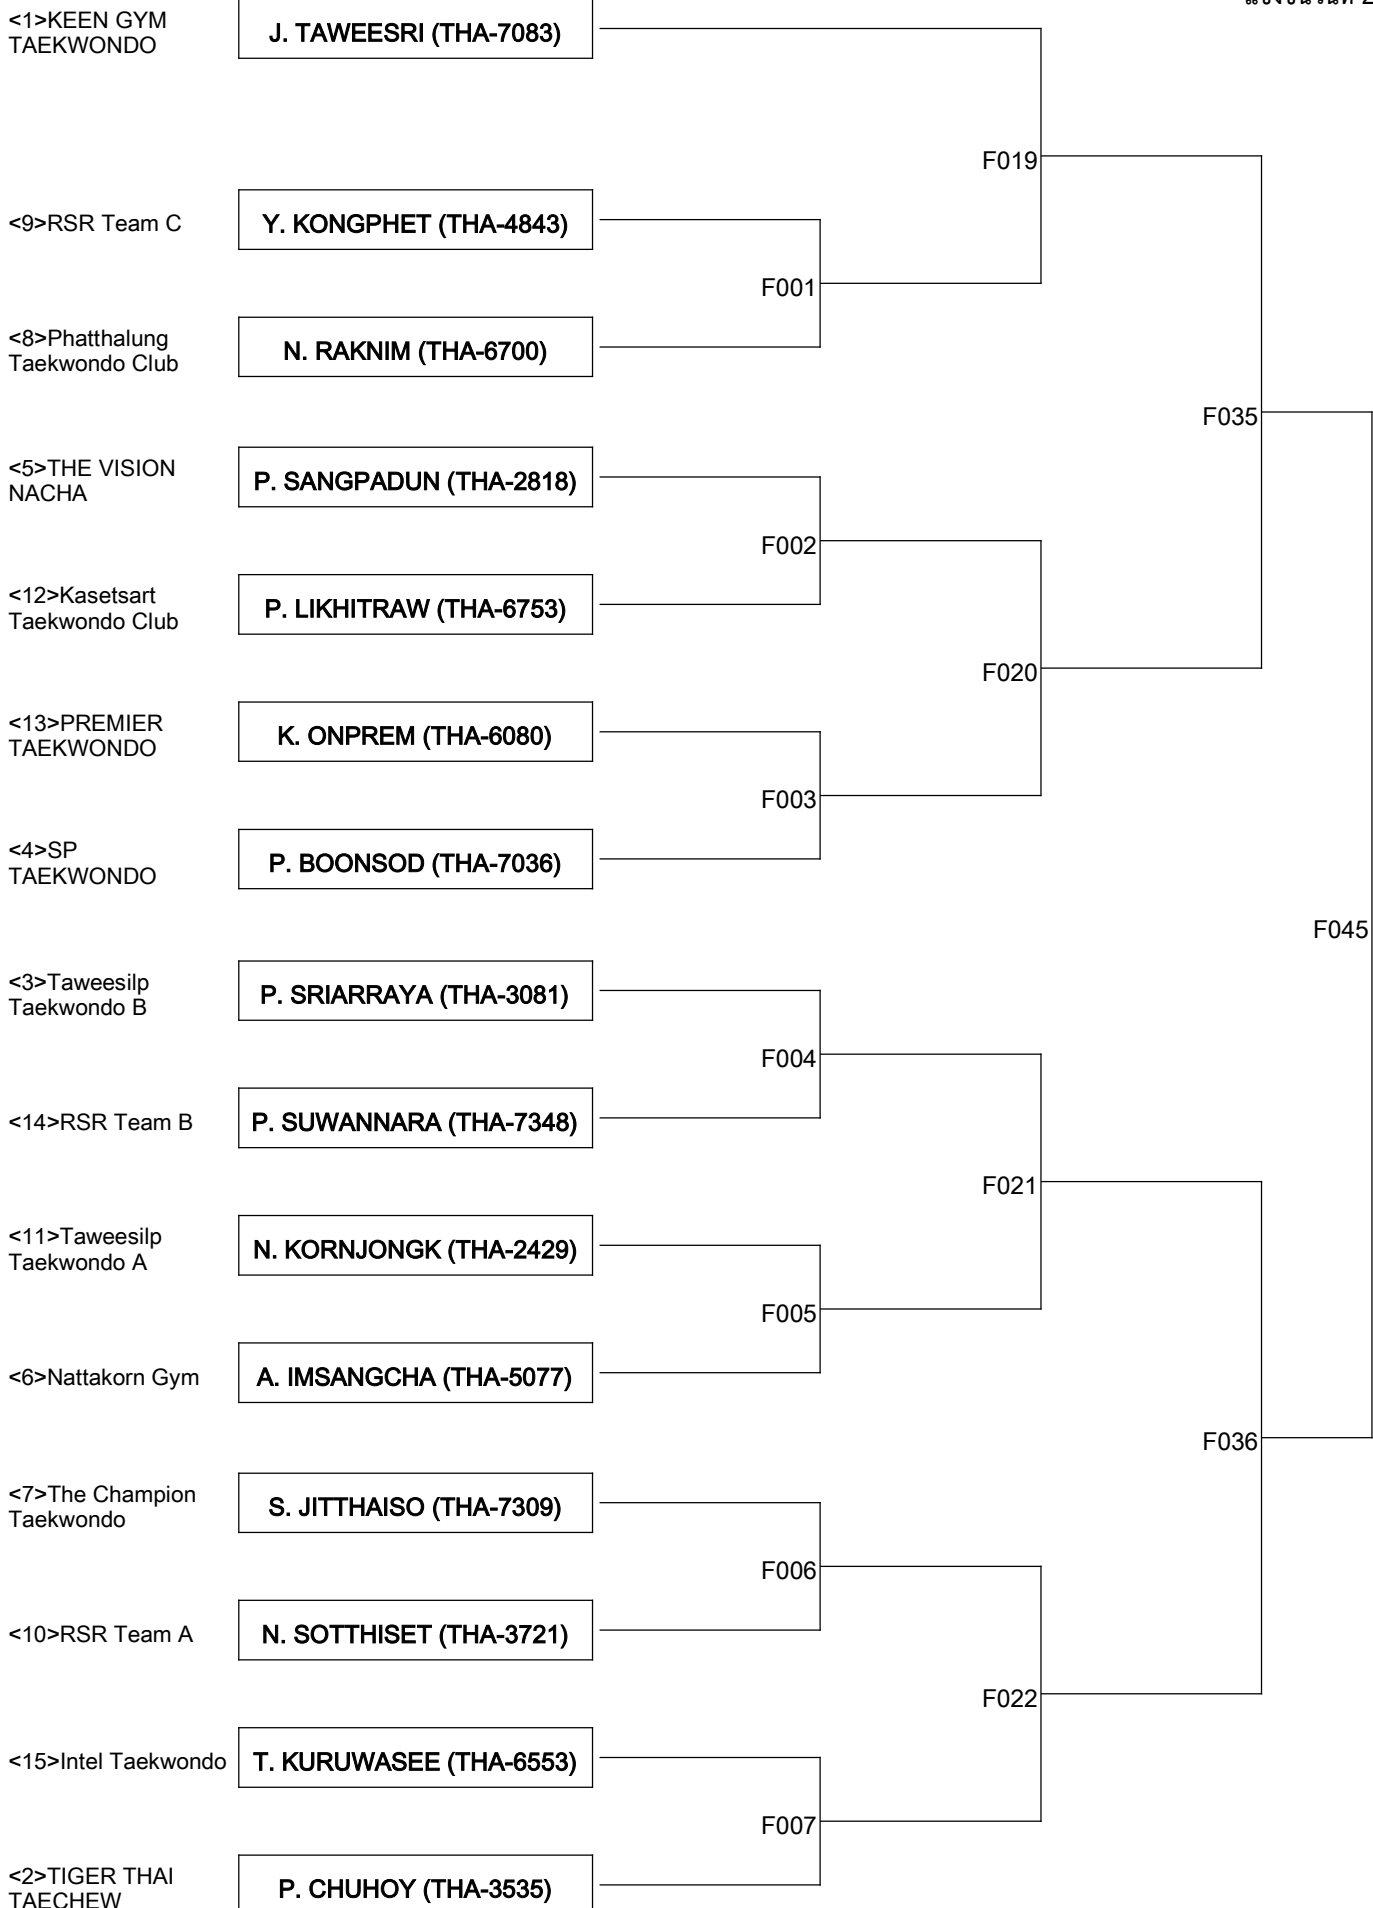 <1>KEEN GYM
TAEKWONDO
J. TAWEESRI (THA-7083)
F019
<9>RSR Team C
Y. KONGPHET (THA-4843)
F001
<8>Phatthalung
Taekwondo Club
N. RAKNIM (THA-6700)
F035
<5>THE VISION
NACHA
P. SANGPADUN (THA-2818)
F002
<12>Kasetsart
Taekwondo Club
P. LIKHITRAW (THA-6753)
F020
<13>PREMIER
TAEKWONDO
K. ONPREM (THA-6080)
F003
<4>SP
TAEKWONDO
P. BOONSOD (THA-7036)
F045
<3>Taweesilp
Taekwondo B
P. SRIARRAYA (THA-3081)
F004
<14>RSR Team B
P. SUWANNARA (THA-7348)
F021
<11>Taweesilp
Taekwondo A
N. KORNJONGK (THA-2429)
F005
<6>Nattakorn Gym
A. IMSANGCHA (THA-5077)
F036
<7>The Champion
Taekwondo
S. JITTHAISO (THA-7309)
F006
<10>RSR Team A
N. SOTTHISET (THA-3721)
F022
<15>Intel Taekwondo
T. KURUWASEE (THA-6553)
F007
<2>TIGER THAI
TAECHEW
P. CHUHOY (THA-3535)